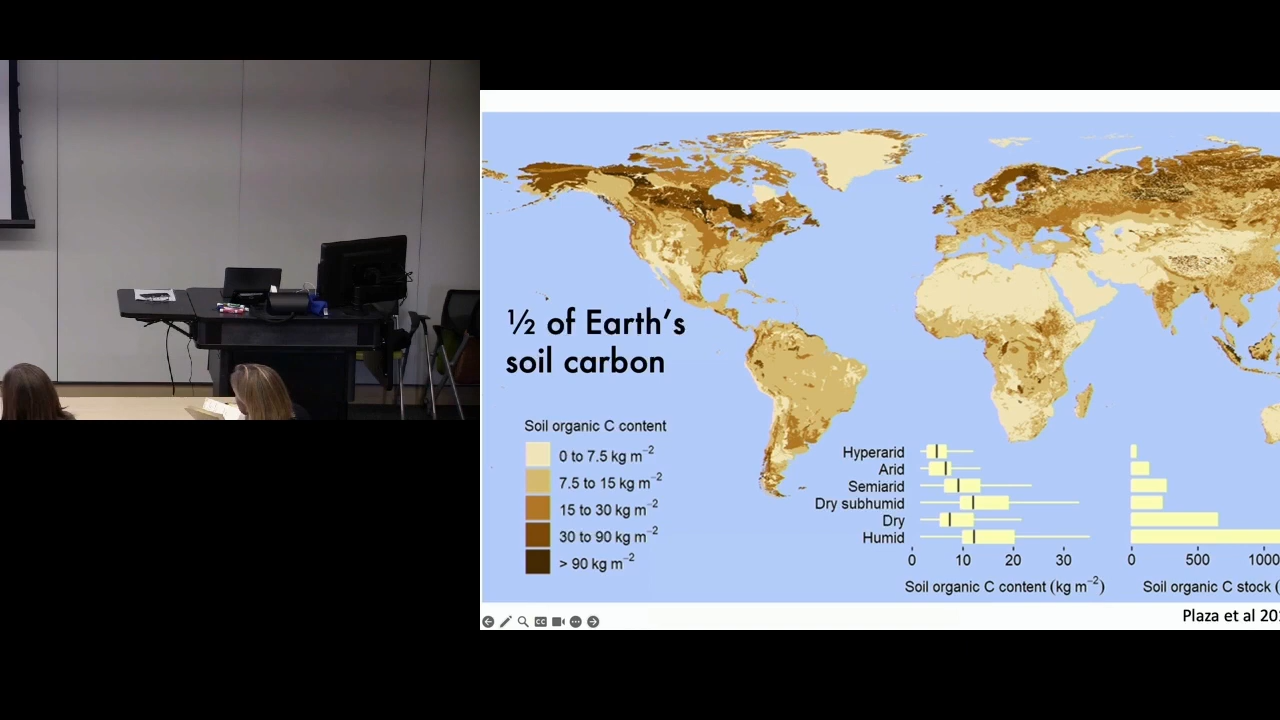 ½ of Earth's
soil carbon
Soil organic C content
0 to 7.5 kg m⁻²
7.5 to 15 kg m⁻²
15 to 30 kg m⁻²
30 to 90 kg m⁻²
> 90 kg m⁻²
Hyperarid
Arid
Semiarid
Dry subhumid
Dry
Humid
0 10 20 30
Soil organic C content (kg m⁻²)
0 500 1000
Soil organic C stock (
Plaza et al 20
CC